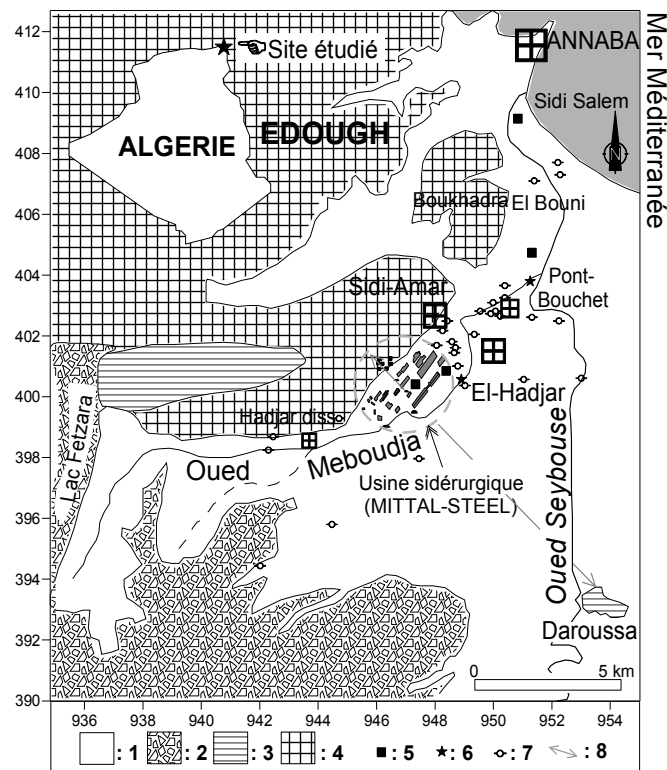 412
410
408
406
404
402
400
398
396
394
392
390
ANNABA
Site étudié
Mer Méditerranée
Sidi Salem
ALGERIE
EDOUGH
N
Boukhadra
El Bouni
Sidi-Amar
Pont-
Bouchet
El-Hadjar
Hadjar diss
Lac Fetzara
Oued Meboudja
Usine sidérurgique
(MITTAL-STEEL)
Oued Seybouse
Daroussa
0 5 km
936 938 940 942 944 946 948 950 952 954
: 1 : 2 : 3 : 4 : 5 : 6 : 7 : 8